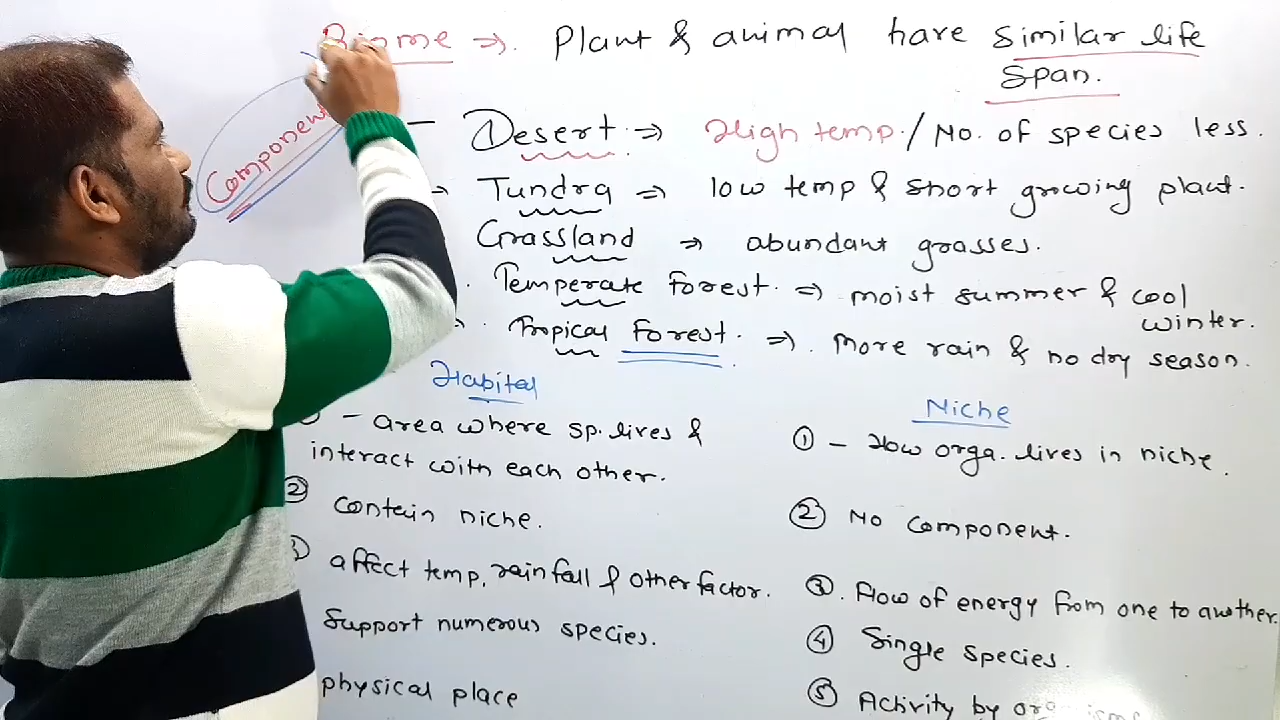 Biome ⇒. Plant & animal have similar life
span.
Component
– Desert ⇒ High temp./No. of species less.
Tundra ⇒ low temp & short growing plant.
Grassland ⇒ abundant grasses.
Temperate Forest. ⇒ moist summer & cool
winter.
Tropical Forest. ⇒. More rain & no dry season.
Habitat
– area where sp. lives &
interact with each other.
② Contain niche.
affect temp, rainfall & other factor.
Support numerous species.
physical place
Niche
① – How orga. lives in niche.
② No component.
③. Flow of energy from one to another.
④ Single species.
⑤ Activity by organisms